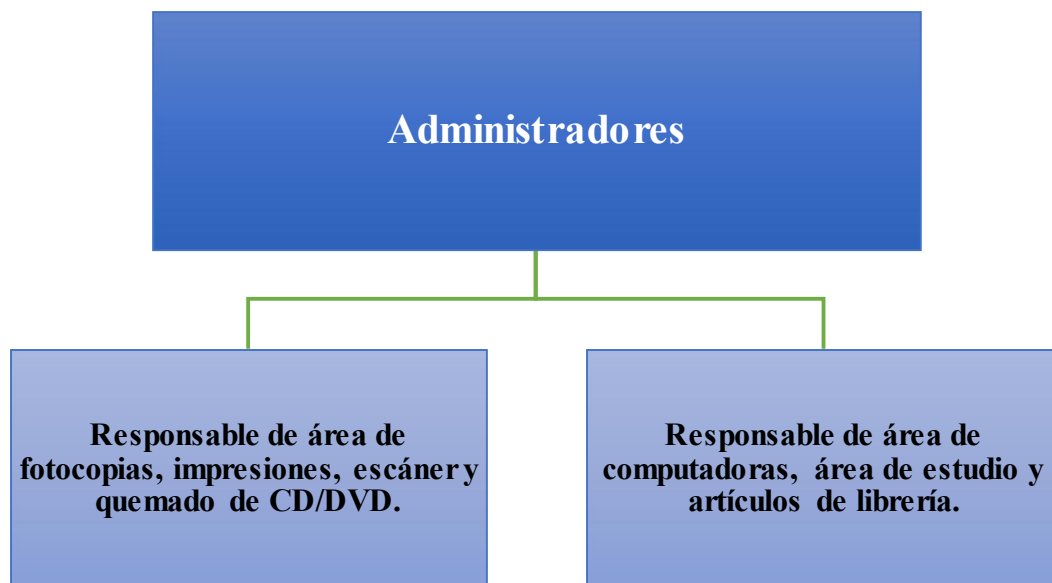 Administradores
Responsable de área de
fotocopias, impresiones, escáner y
quemado de CD/DVD.
Responsable de área de
computadoras, área de estudio y
artículos de librería.